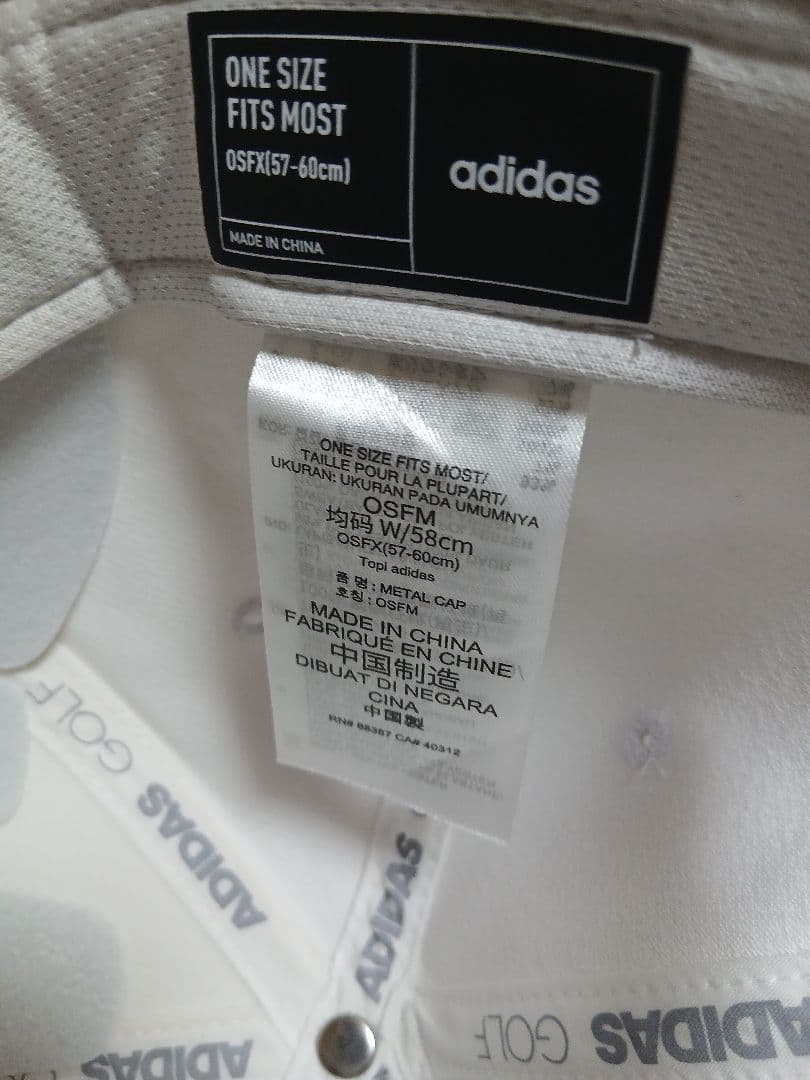 ONE SIZE
FITS MOST
OSFX(57-60cm)
MADE IN CHINA
adidas
ONE SIZE FITS MOST/
TAILLE POUR LA PLUPART/
UKURAN: UKURAN PADA UMUMNYA
OSFM
均码 W/58cm
OSFX(57-60cm)
Topi adidas
품 명 : METAL CAP
호칭 : OSFM
MADE IN CHINA
FABRIQUÉ EN CHINE
中国制造
DIBUAT DI NEGARA
CINA
中国製
RN# 88387 CA# 40312
ADIDAS GOLF
ADIDAS
ADIDAS GOLF
ADIDAS